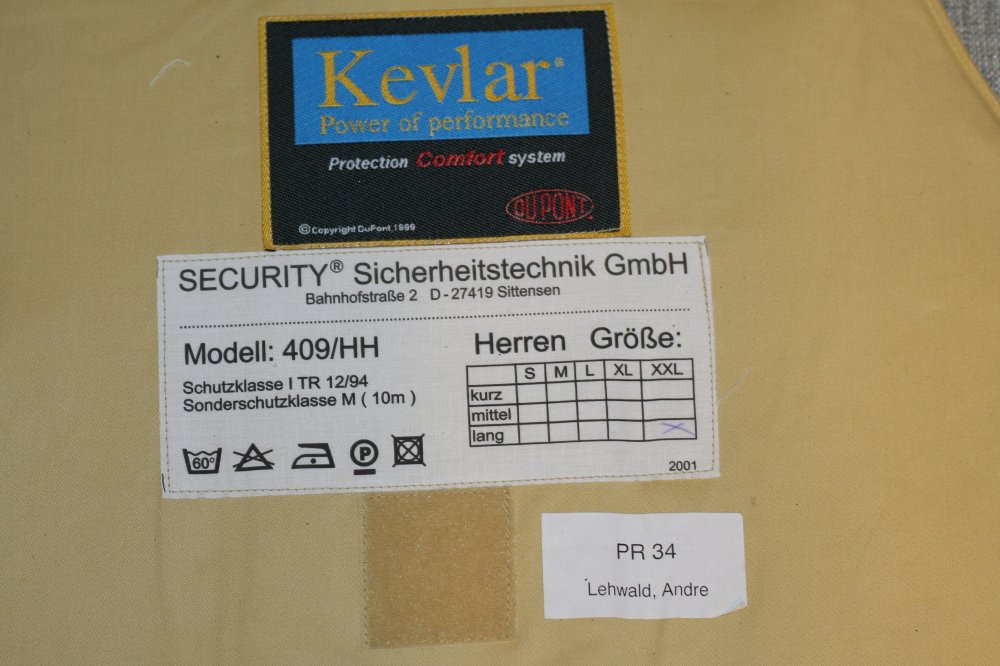 Kevlar®
Power of performance
Protection Comfort system
DUPONT
©Copyright DuPont 1999
SECURITY® Sicherheitstechnik GmbH
Bahnhofstraße 2 D-27419 Sittensen
Modell: 409/HH
Schutzklasse I TR 12/94
Sonderschutzklasse M ( 10m )
60°
P
Herren Größe:
S M L XL XXL
kurz
mittel
lang
2001
PR 34
Lehwald, Andre